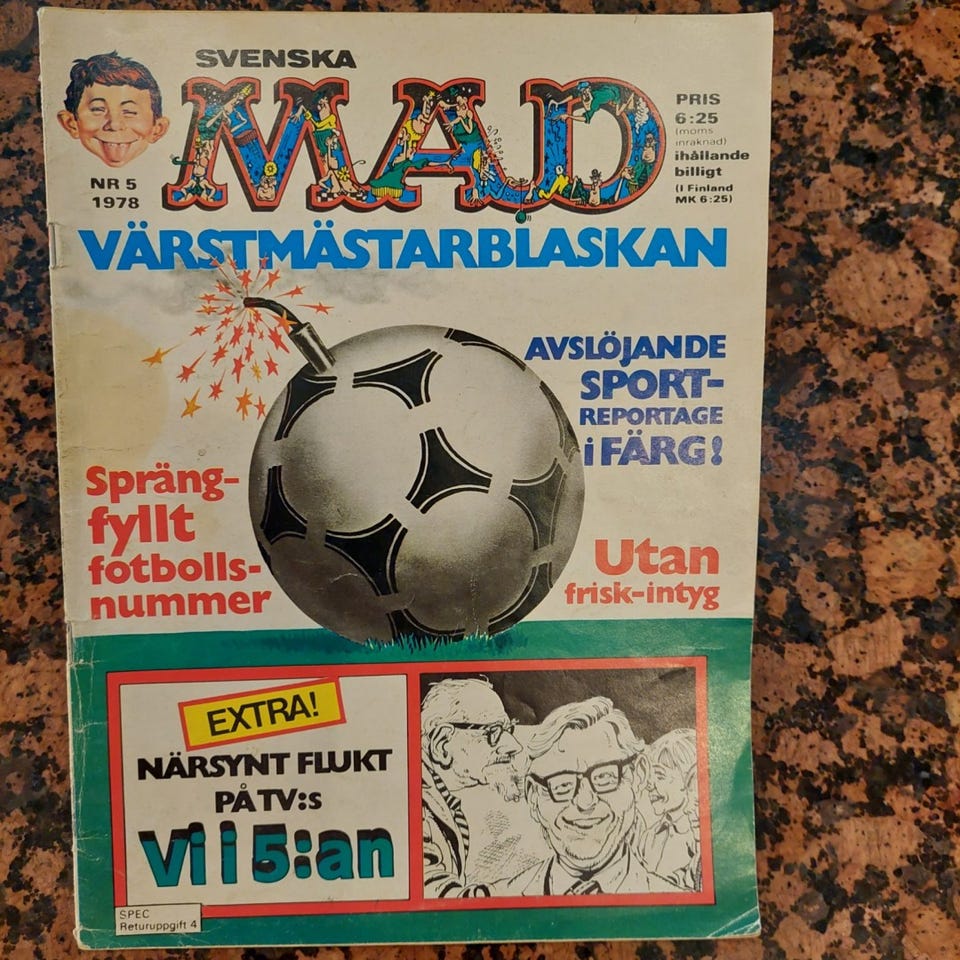 SVENSKA
MAD
NR 5
1978
PRIS
6:25
(moms
inräknad)
ihållande
billigt
(I Finland
MK 6:25)
VÄRSTMÄSTARBLASKAN
AVSLÖJANDE
SPORT-
REPORTAGE
i FÄRG!
Spräng-
fyllt
fotbolls-
nummer
Utan
frisk-intyg
EXTRA!
NÄRSYNT FLUKT
PÅ TV:s
Vi i 5:an
SPEC
Returuppgift 4